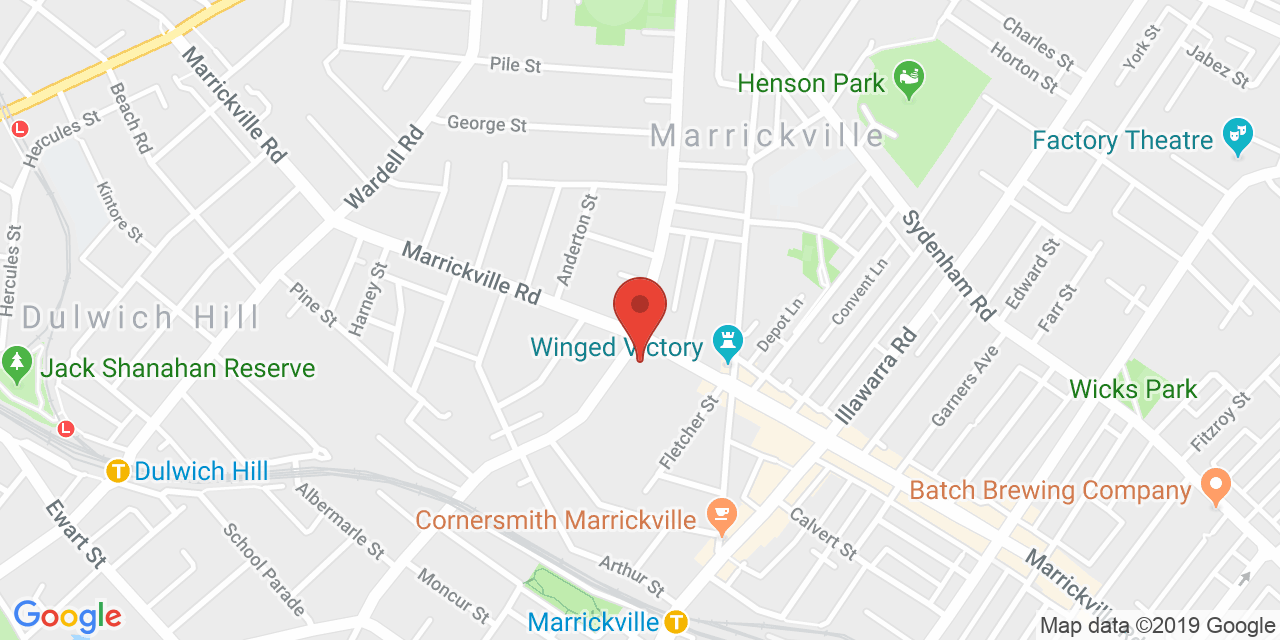 Charles St
Horton St
York St
Jabez St
Marrickville Rd
Pile St
Henson Park
Beach Rd
Hercules St
L
George St
Marrickville
Factory Theatre
Wardell Rd
Kintore St
Anderton St
Sydenham Rd
Hercules St
Harney St
Marrickville Rd
Convent Ln
Edward St
Farr St
Pine St
Dulwich Hill
Depot Ln
Winged Victory
Jack Shanahan Reserve
Illawarra Rd
Garners Ave
Wicks Park
L
Fletcher St
Fitzroy St
T Dulwich Hill
Batch Brewing Company
Albermarle St
Ewart St
Cornersmith Marrickville
Calvert St
School Parade
Arthur St
Moncur St
Marrickvill
Google
Marrickville T
Map data ©2019 Google